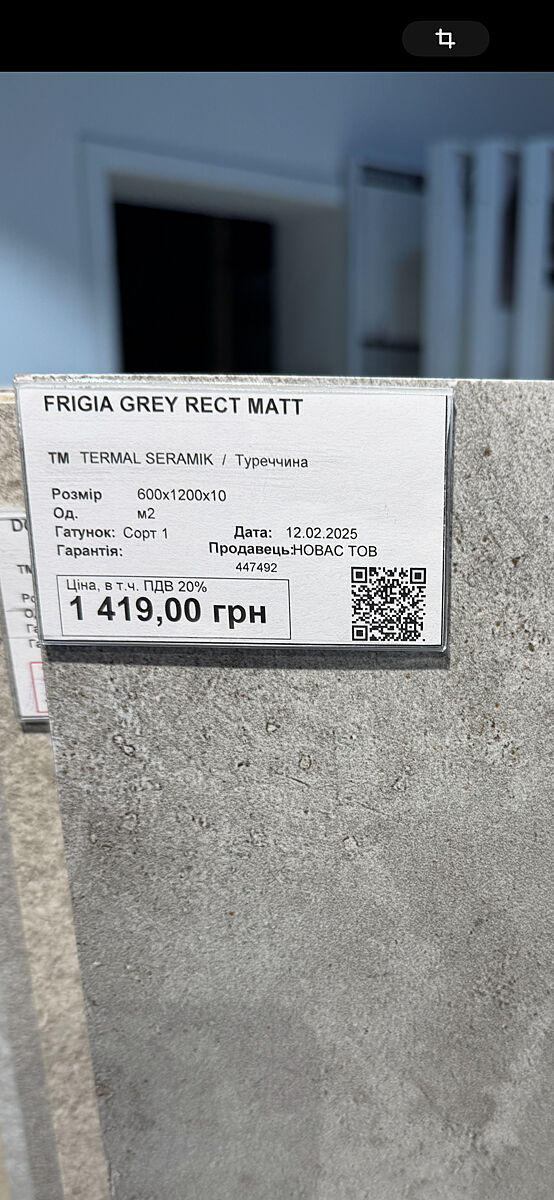 FRIGIA GREY RECT MATT
ТМ TERMAL SERAMIK / Туреччина
Розмір 600x1200x10
Од. м2
Гатунок: Сорт 1 Дата: 12.02.2025
Гарантія: Продавець:НОВАС ТОВ
447492
Ціна, в т.ч. ПДВ 20%
1 419,00 грн